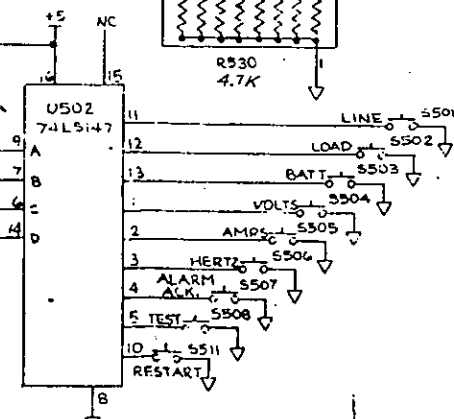 +5
NC
R530
4.7K
1
16
15
U502
74LS147
9
A
7
B
6
C
14
D
11
LINE
S501
12
LOAD
S502
13
BATT
S503
1
VOLTS
S504
2
AMPS
S505
3
HERTZ
S506
4
ALARM
ACK.
S507
5
TEST
S508
10
RESTART
S511
8